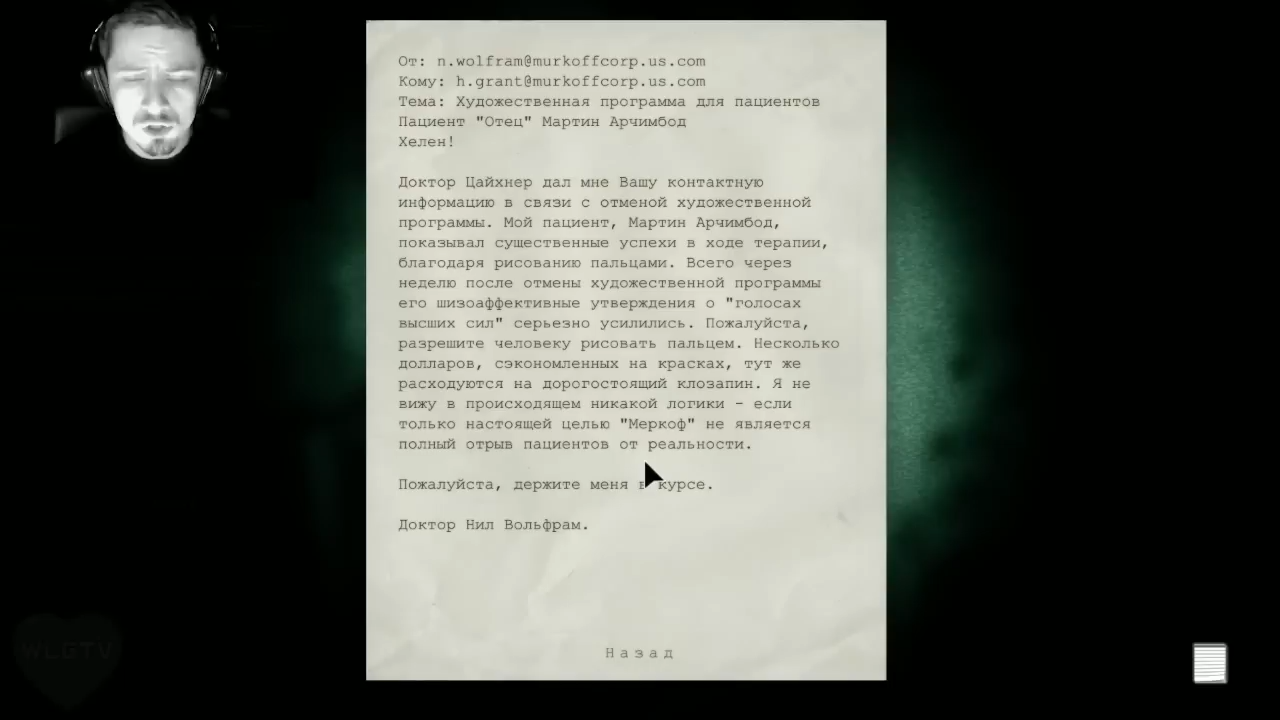 От: n.wolfram@murkoffcorp.us.com
Кому: h.grant@murkoffcorp.us.com
Тема: Художественная программа для пациентов
Пациент "Отец" Мартин Арчимбод
Хелен!
Доктор Цайхнер дал мне Вашу контактную
информацию в связи с отменой художественной
программы. Мой пациент, Мартин Арчимбод,
показывал существенные успехи в ходе терапии,
благодаря рисованию пальцами. Всего через
неделю после отмены художественной программы
его шизоаффективные утверждения о "голосах
высших сил" серьезно усилились. Пожалуйста,
разрешите человеку рисовать пальцем. Несколько
долларов, сэкономленных на красках, тут же
расходуются на дорогостоящий клозапин. Я не
вижу в происходящем никакой логики - если
только настоящей целью "Меркоф" не является
полный отрыв пациентов от реальности.
Пожалуйста, держите меня в курсе.
Доктор Нил Вольфрам.
Назад
WLGTV